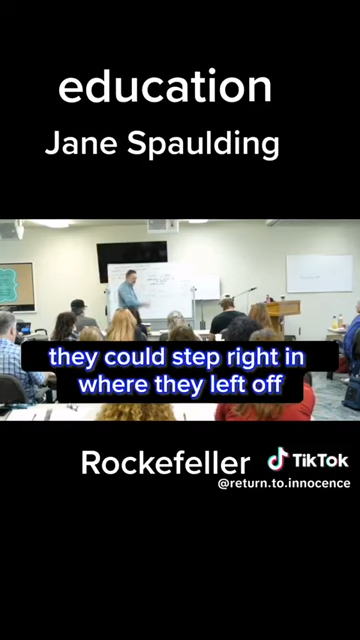 education
Jane Spaulding
they could step right in
where they left off
Rockefeller
TikTok
@return.to.innocence